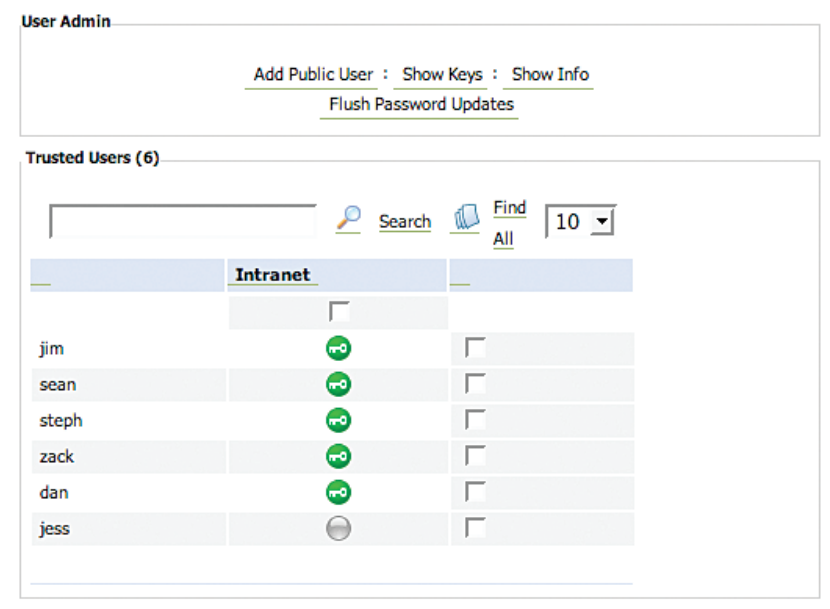 User Admin
Add Public User : Show Keys : Show Info
Flush Password Updates
Trusted Users (6)
Search
Find
All
10
Intranet
jim
sean
steph
zack
dan
jess